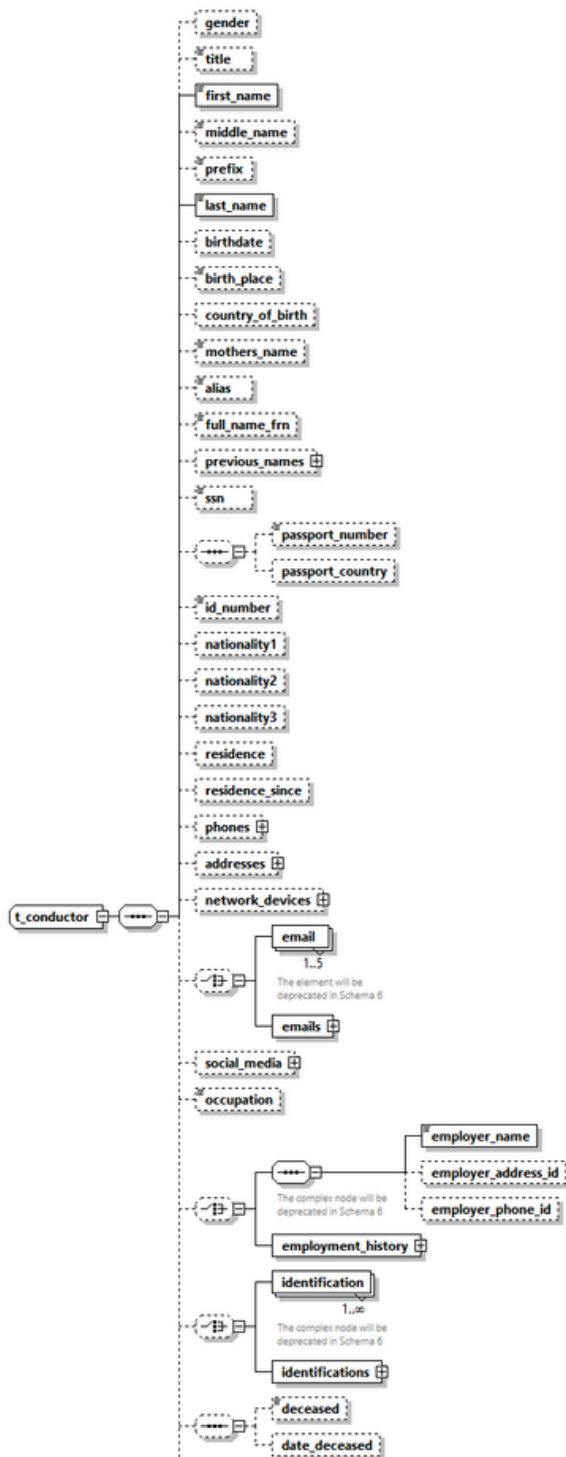 gender
title
first_name
middle_name
prefix
last_name
birthdate
birth_place
country_of_birth
mothers_name
alias
full_name_frn
previous_names
ssn
passport_number
passport_country
id_number
nationality1
nationality2
nationality3
residence
residence_since
phones
addresses
network_devices
t_conductor
email
1..5
The element will be
deprecated in Schema 6
emails
social_media
occupation
employer_name
employer_address_id
employer_phone_id
The complex node will be
deprecated in Schema 6
employment_history
identification
1..∞
The complex node will be
deprecated in Schema 6
identifications
deceased
date_deceased